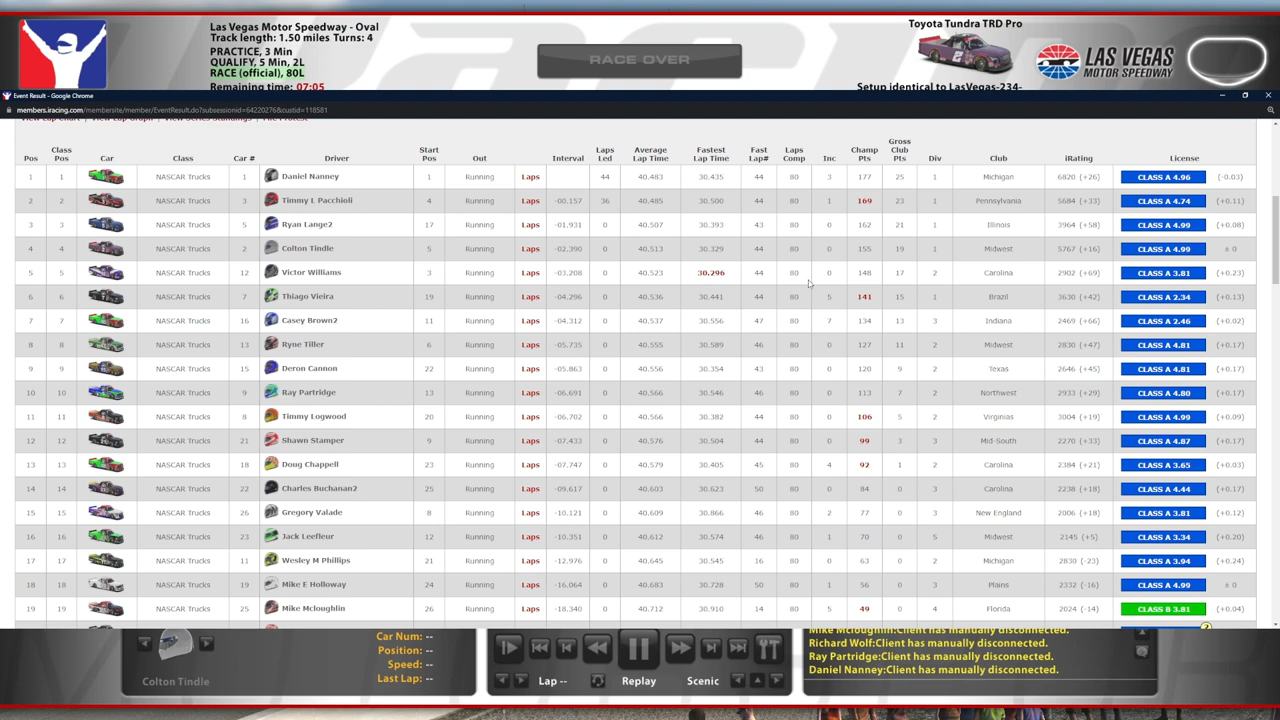 Las Vegas Motor Speedway - Oval
Track length: 1.50 miles Turns: 4
PRACTICE, 3 Min
QUALIFY, 5 Min, 2L
RACE (official), 80L
Remaining time: 07:05
RACE OVER
Toyota Tundra TRD Pro
LAS VEGAS
MOTOR SPEEDWAY
Setup identical to LasVegas-234-
Event Result - Google Chrome
members.iracing.com/membersite/member/EventResult.do?subsessionid=64220276&custid=118581
View Lap Chart View Lap Graph View Series Standings File Protest
Pos Class Pos Car Class Car # Driver Start Pos Out Interval Laps Led Average Lap Time Fastest Lap Time Fast Lap# Laps Comp Inc Champ Pts Gross Club Pts Div Club iRating License
1 1 NASCAR Trucks 1 Daniel Nanney 1 Running Laps 44 40.483 30.435 44 80 3 177 25 1 Michigan 6820 (+26) CLASS A 4.96 (-0.03)
2 2 NASCAR Trucks 3 Timmy L Pacchioli 4 Running Laps -00.157 36 40.485 30.500 44 80 1 169 23 1 Pennsylvania 5684 (+33) CLASS A 4.74 (+0.11)
3 3 NASCAR Trucks 5 Ryan Lange2 17 Running Laps -01.931 0 40.507 30.393 43 80 0 162 21 1 Illinois 3964 (+58) CLASS A 4.99 (+0.08)
4 4 NASCAR Trucks 2 Colton Tindle 5 Running Laps -02.390 0 40.513 30.329 44 80 0 155 19 1 Midwest 5767 (+16) CLASS A 4.99 ± 0
5 5 NASCAR Trucks 12 Victor Williams 3 Running Laps -03.208 0 40.523 30.296 44 80 0 148 17 2 Carolina 2902 (+69) CLASS A 3.81 (+0.23)
6 6 NASCAR Trucks 7 Thiago Vieira 19 Running Laps -04.296 0 40.536 30.441 44 80 5 141 15 1 Brazil 3630 (+42) CLASS A 2.34 (+0.13)
7 7 NASCAR Trucks 16 Casey Brown2 11 Running Laps -04.312 0 40.537 30.556 47 80 7 134 13 3 Indiana 2469 (+66) CLASS A 2.46 (+0.02)
8 8 NASCAR Trucks 13 Ryne Tiller 6 Running Laps -05.735 0 40.555 30.589 46 80 0 127 11 2 Midwest 2830 (+47) CLASS A 4.81 (+0.17)
9 9 NASCAR Trucks 15 Deron Cannon 22 Running Laps -05.863 0 40.556 30.354 43 80 0 120 9 2 Texas 2646 (+45) CLASS A 4.81 (+0.17)
10 10 NASCAR Trucks 9 Ray Partridge 13 Running Laps -06.691 0 40.566 30.546 46 80 0 113 7 2 Northwest 2933 (+29) CLASS A 4.80 (+0.17)
11 11 NASCAR Trucks 8 Timmy Logwood 20 Running Laps -06.702 0 40.566 30.382 44 80 0 106 5 2 Virginias 3004 (+19) CLASS A 4.99 (+0.09)
12 12 NASCAR Trucks 21 Shawn Stamper 9 Running Laps -07.433 0 40.576 30.504 44 80 0 99 3 3 Mid-South 2270 (+33) CLASS A 4.87 (+0.17)
13 13 NASCAR Trucks 18 Doug Chappell 23 Running Laps -07.747 0 40.579 30.405 45 80 4 92 1 2 Carolina 2384 (+21) CLASS A 3.65 (+0.03)
14 14 NASCAR Trucks 22 Charles Buchanan2 25 Running Laps -09.617 0 40.603 30.623 50 80 0 84 0 3 Carolina 2238 (+18) CLASS A 4.44 (+0.17)
15 15 NASCAR Trucks 26 Gregory Valade 8 Running Laps -10.121 0 40.609 30.866 46 80 2 77 0 3 New England 2006 (+18) CLASS A 3.81 (+0.12)
16 16 NASCAR Trucks 23 Jack Leefleur 12 Running Laps -10.351 0 40.612 30.574 46 80 1 70 0 5 Midwest 2145 (+5) CLASS A 3.34 (+0.20)
17 17 NASCAR Trucks 11 Wesley M Phillips 21 Running Laps -12.976 0 40.645 30.860 16 80 0 63 0 2 Michigan 2830 (-23) CLASS A 3.94 (+0.24)
18 18 NASCAR Trucks 19 Mike E Holloway 24 Running Laps -16.064 0 40.683 30.728 50 80 1 56 0 3 Plains 2332 (-16) CLASS A 4.99 ± 0
19 19 NASCAR Trucks 25 Mike Mcloughlin 26 Running Laps -18.340 0 40.712 30.910 14 80 5 49 0 4 Florida 2024 (-14) CLASS B 3.81 (+0.04)
Colton Tindle
Car Num: --
Position: --
Speed: --
Last Lap: --
Lap -- Replay Scenic
Mike Mcloughlin:Client has manually disconnected.
Richard Wolf:Client has manually disconnected.
Ray Partridge:Client has manually disconnected.
Daniel Nanney:Client has manually disconnected.